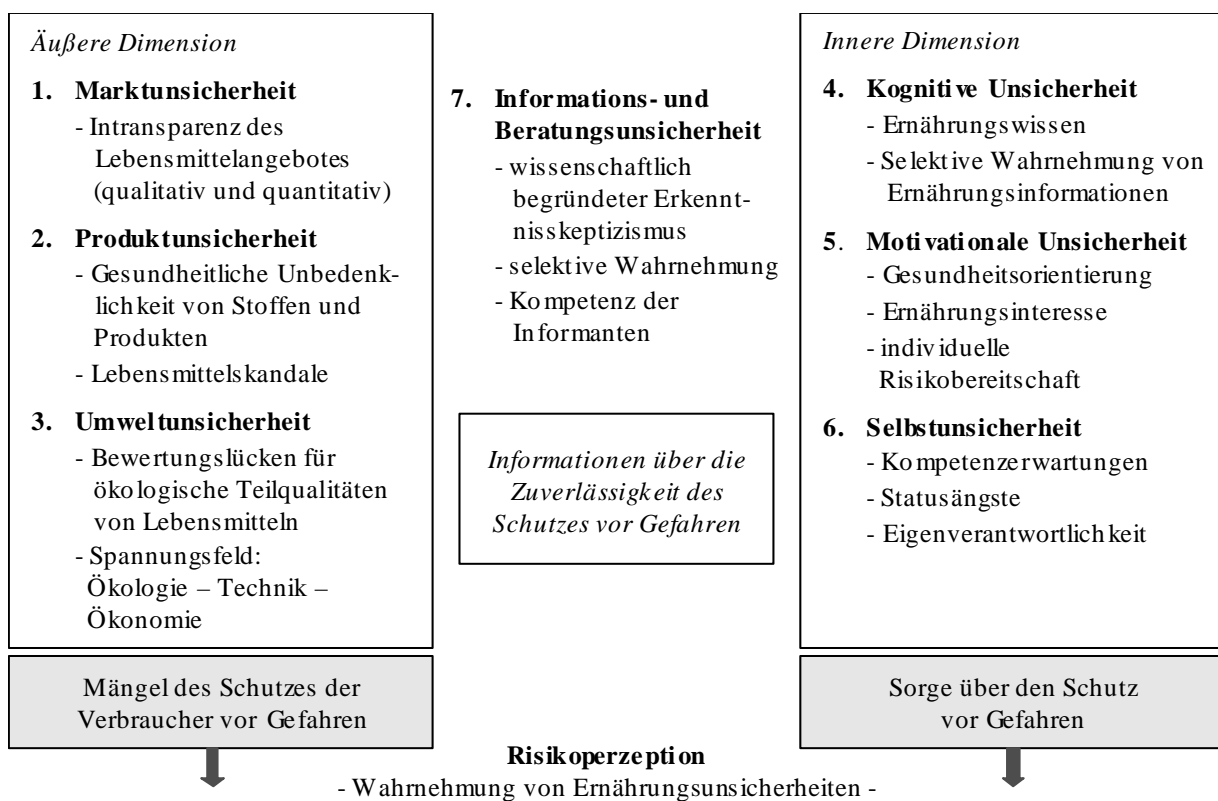 Äußere Dimension
1. Marktunsicherheit
- Intransparenz des
Lebensmittelangebotes
(qualitativ und quantitativ)
2. Produktunsicherheit
- Gesundheitliche Unbedenk-
lichkeit von Stoffen und
Produkten
- Lebensmittelskandale
3. Umweltunsicherheit
- Bewertungslücken für
ökologische Teilqualitäten
von Lebensmitteln
- Spannungsfeld:
Ökologie – Technik –
Ökonomie
Mängel des Schutzes der
Verbraucher vor Gefahren
7. Informations- und
Beratungsunsicherheit
- wissenschaftlich
begründeter Erkennt-
nisskeptizismus
- selektive Wahrnehmung
- Kompetenz der
Informanten
Informationen über die
Zuverlässigkeit des
Schutzes vor Gefahren
Innere Dimension
4. Kognitive Unsicherheit
- Ernährungswissen
- Selektive Wahrnehmung von
Ernährungsinformationen
5. Motivationale Unsicherheit
- Gesundheitsorientierung
- Ernährungsinteresse
- individuelle
Risikobereitschaft
6. Selbstunsicherheit
- Kompetenzerwartungen
- Statusängste
- Eigenverantwortlichkeit
Sorge über den Schutz
vor Gefahren
Risikoperzeption
- Wahrnehmung von Ernährungsunsicherheiten -